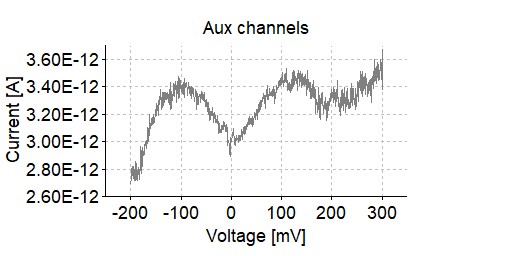 Aux channels
3.60E-12
3.40E-12
3.20E-12
3.00E-12
2.80E-12
2.60E-12
Current [A]
-200 -100 0 100 200 300
Voltage [mV]